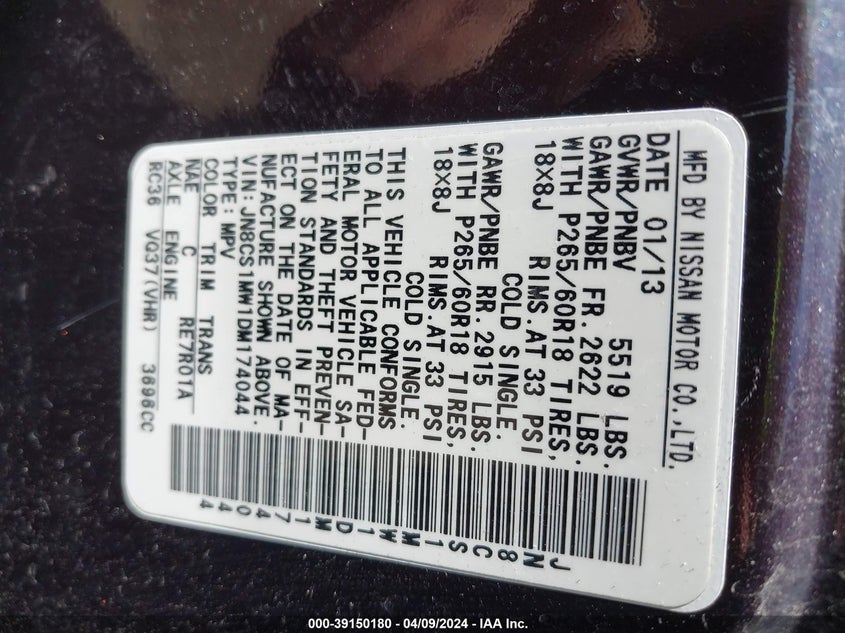 MFD BY NISSAN MOTOR CO.,LTD.
DATE 01/13
GVWR/PNBV 5519 LBS.
GAWR/PNBE FR.2622 LBS.
WITH P265/60R18 TIRES,
18X8J RIMS.AT 33 PSI
COLD SINGLE.
GAWR/PNBE RR.2915 LBS.
WITH P265/60R18 TIRES,
18X8J RIMS.AT 33 PSI
COLD SINGLE.
THIS VEHICLE CONFORMS
TO ALL APPLICABLE FED-
ERAL MOTOR VEHICLE SA-
FETY AND THEFT PREVEN-
TION STANDARDS IN EFF-
ECT ON THE DATE OF MA-
NUFACTURE SHOWN ABOVE.
VIN:JN8CS1MW1DM174044
TYPE: MPV
COLOR TRIM TRANS
NAE C RE7R01A
AXLE ENGINE
RC36 VQ37(VHR) 3696CC
JN8CS1MW1DM174044
000-39150180 - 04/09/2024 - IAA Inc.